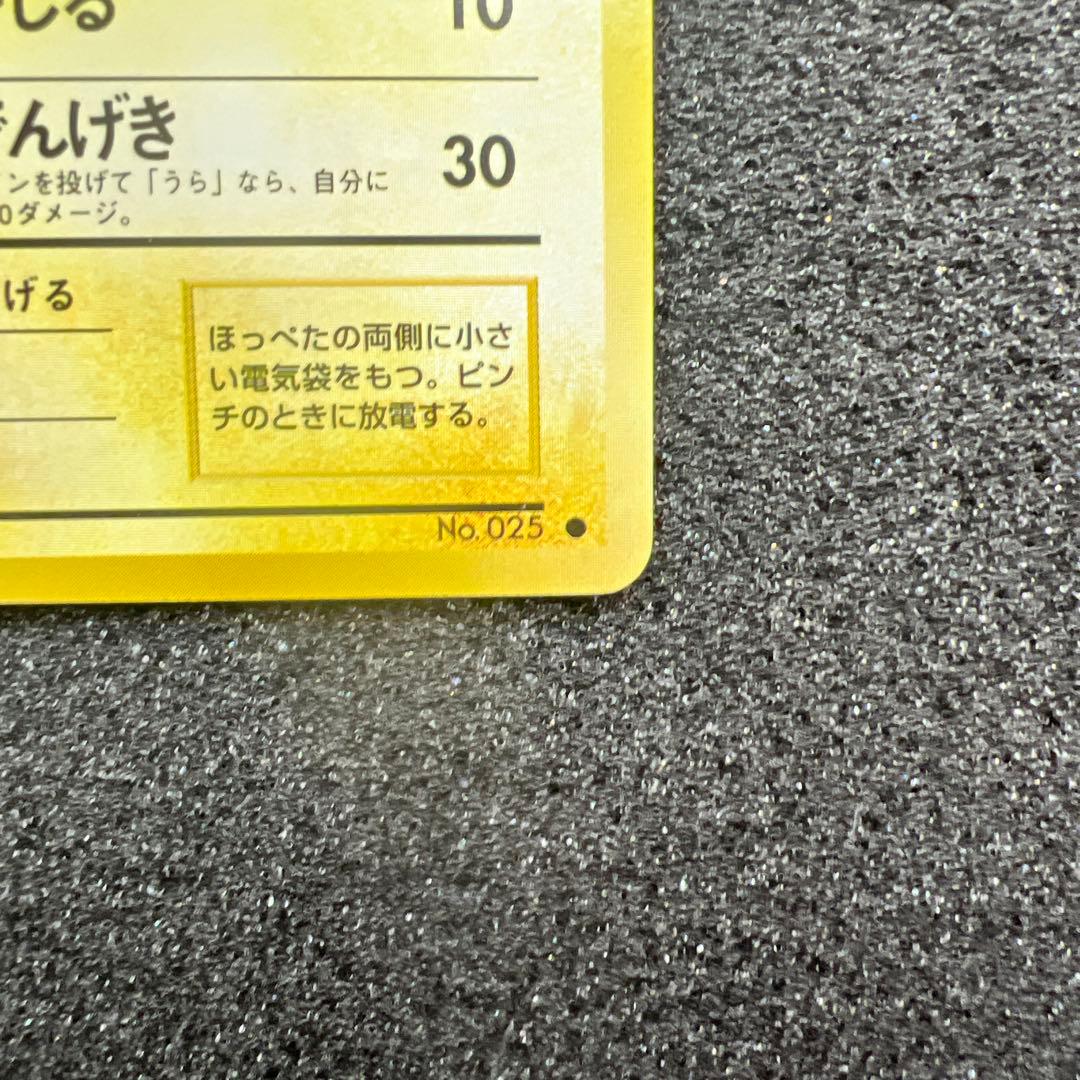 じる 10
んげき
30
ンを投げて「うら」なら、自分に
0ダメージ。
げる
ほっぺたの両側に小さ
い電気袋をもつ。ピン
チのときに放電する。
No. 025 ●